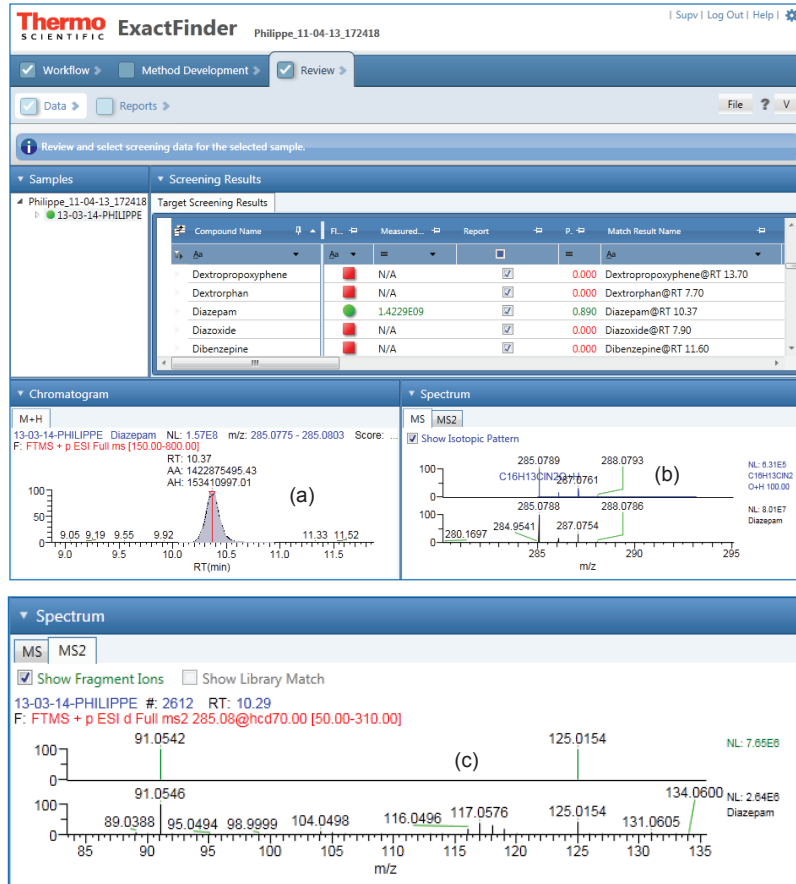 Thermo
SCIENTIFIC
ExactFinder
Philippe_11-04-13_172418
| Supv | Log Out | Help |
Workflow
Method Development
Review
Data
Reports
File ? V
Review and select screening data for the selected sample.
Samples
Philippe_11-04-13_172418
13-03-14-PHILIPPE
Screening Results
Target Screening Results
Compound Name Fl... Measured... Report P. Match Result Name
Aa Aa = = Aa
Dextropropoxyphene N/A 0.000 Dextropropoxyphene@RT 13.70
Dextrorphan N/A 0.000 Dextrorphan@RT 7.70
Diazepam 1.4229E09 0.890 Diazepam@RT 10.37
Diazoxide N/A 0.000 Diazoxide@RT 7.90
Dibenzepine N/A 0.000 Dibenzepine@RT 11.60
Chromatogram
M+H
13-03-14-PHILIPPE Diazepam NL: 1.57E8 m/z: 285.0775 - 285.0803 Score: ...
F: FTMS + p ESI Full ms [150.00-800.00]
RT: 10.37
AA: 1422875495.43
AH: 153410997.01
(a)
100
50
0
9.05 9.19 9.55 9.92 11.33 11.52
9.0 9.5 10.0 10.5 11.0 11.5
RT(min)
Spectrum
MS MS2
Show Isotopic Pattern
285.0789 288.0793
C16H13ClN2O+H 287.0761
(b)
100
0
NL: 6.31E5
C16H13ClN2
O+H 100.00
285.0788 288.0786
280.1697 284.9541 287.0754
100
0
NL: 8.01E7
Diazepam
285 290 295
m/z
Spectrum
MS MS2
Show Fragment Ions Show Library Match
13-03-14-PHILIPPE #: 2612 RT: 10.29
F: FTMS + p ESI d Full ms2 285.08@hcd70.00 [50.00-310.00]
91.0542 125.0154
(c)
100
0
NL: 7.65E6
91.0546 134.0600
89.0388 95.0494 98.9999 104.0498 116.0496 117.0576 125.0154 131.0605
100
0
NL: 2.64E6
Diazepam
85 90 95 100 105 110 115 120 125 130 135
m/z